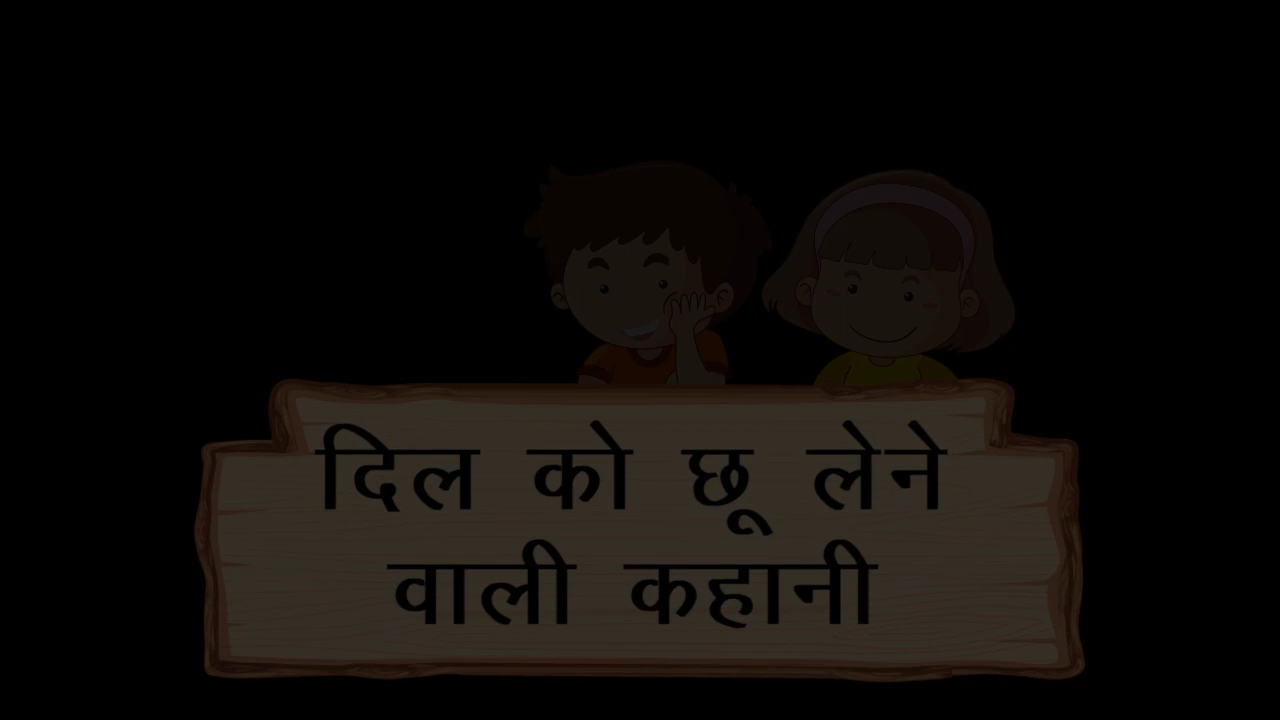 दिल को छू लेने
वाली कहानी